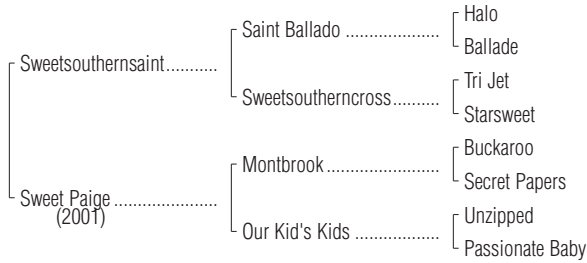 Halo
Saint Ballado ....................
Ballade
Sweetsouthernsaint...........
Tri Jet
Sweetsoutherncross..........
Starsweet
Buckaroo
Montbrook ........................
Secret Papers
Sweet Paige .......................
(2001)
Unzipped
Our Kid's Kids ..................
Passionate Baby